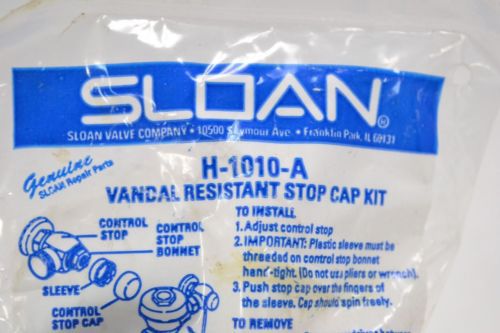 SLOAN®
SLOAN VALVE COMPANY • 10500 Seymour Ave. • Franklin Park, IL 60131
Genuine
SLOAN Repair Parts
H-1010-A
VANDAL RESISTANT STOP CAP KIT
CONTROL
STOP
CONTROL
STOP
BONNET
SLEEVE
CONTROL
STOP CAP
TO INSTALL
1. Adjust control stop
2. IMPORTANT: Plastic sleeve must be
threaded on control stop bonnet
hand-tight. (Do not use pliers or wrench).
3. Push stop cap over the fingers of
the sleeve. Cap should spin freely.
TO REMOVE